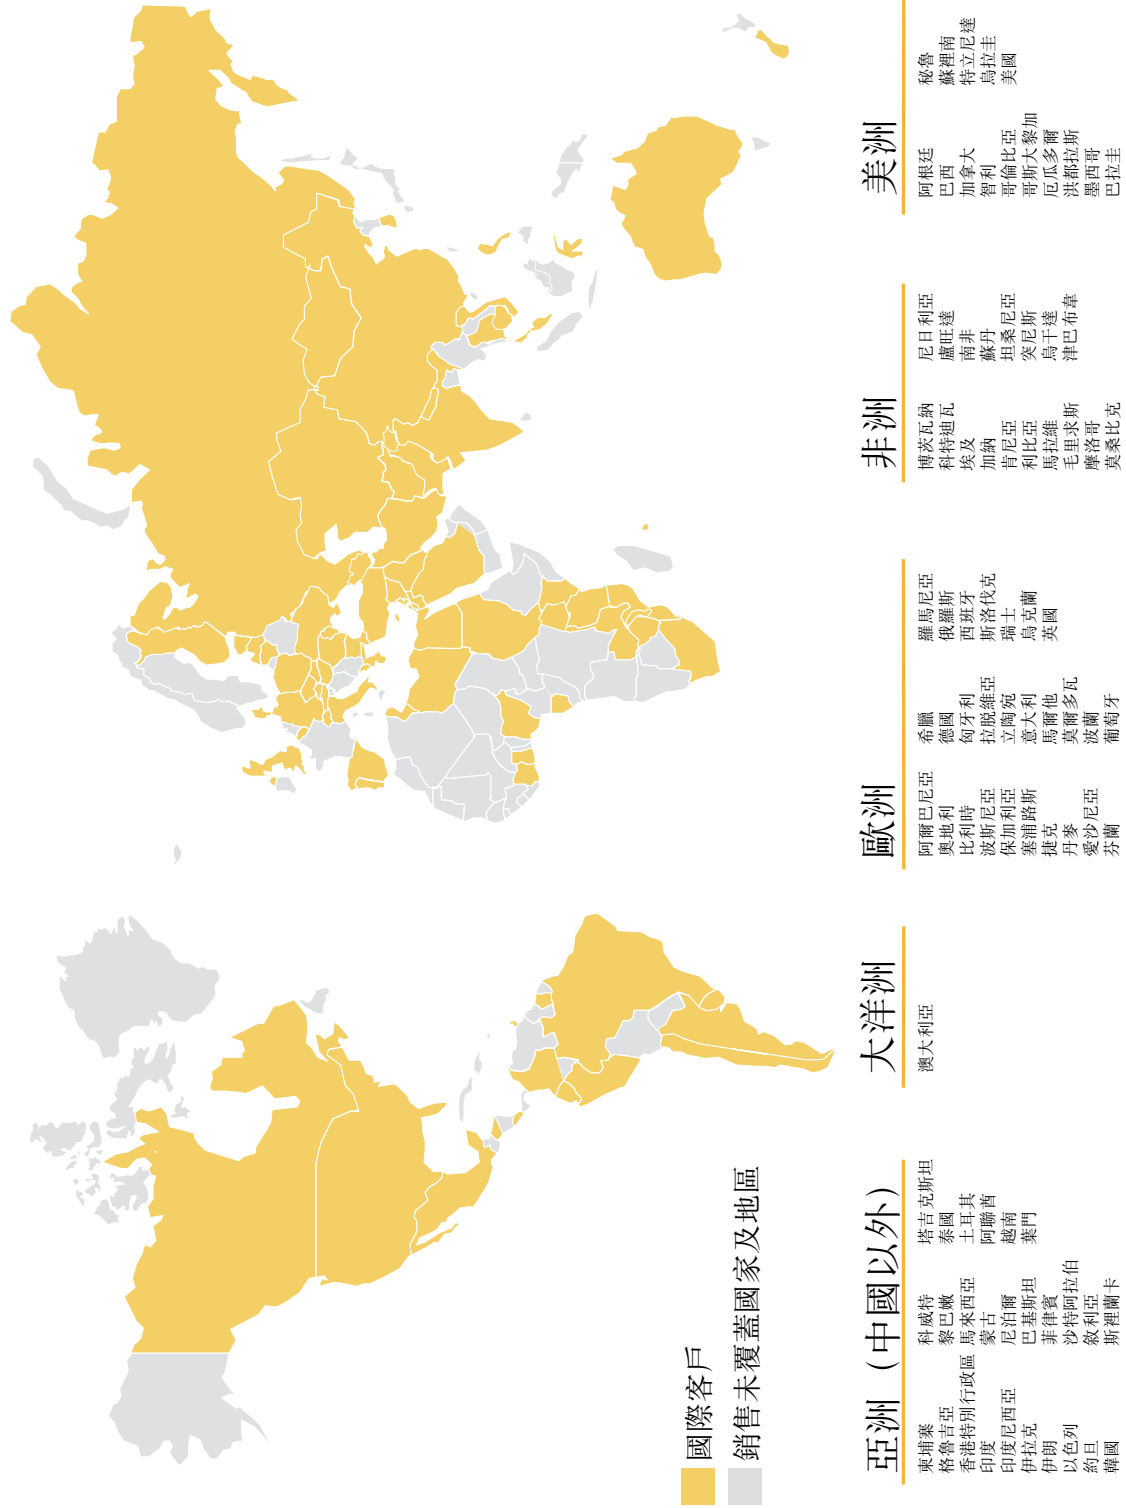 國際客戶
銷售未覆蓋國家及地區
亞洲（中國以外）
柬埔寨
格魯吉亞
香港特別行政區
印度
印度尼西亞
伊拉克
伊朗
以色列
約旦
韓國
科威特
黎巴嫩
馬來西亞
蒙古
尼泊爾
巴基斯坦
菲律賓
沙特阿拉伯
敘利亞
斯裡蘭卡
塔吉克斯坦
泰國
土耳其
阿聯酋
越南
葉門
大洋洲
澳大利亞
歐洲
阿爾巴尼亞
奧地利
比利時
波斯尼亞
保加利亞
塞浦路斯
捷克
丹麥
愛沙尼亞
芬蘭
希臘
德國
匈牙利
拉脫維亞
立陶宛
意大利
馬爾他
莫爾多瓦
波蘭
葡萄牙
羅馬尼亞
俄羅斯
西班牙
斯洛伐克
瑞士
烏克蘭
英國
非洲
博茨瓦納
科特迪瓦
埃及
加納
肯尼亞
利比亞
馬拉維
毛里求斯
摩洛哥
莫桑比克
尼日利亞
盧旺達
南非
蘇丹
坦桑尼亞
突尼斯
烏干達
津巴布韋
美洲
阿根廷
巴西
加拿大
智利
哥倫比亞
哥斯大黎加
厄瓜多爾
洪都拉斯
墨西哥
巴拉圭
秘魯
蘇裡南
特立尼達
烏拉圭
美國